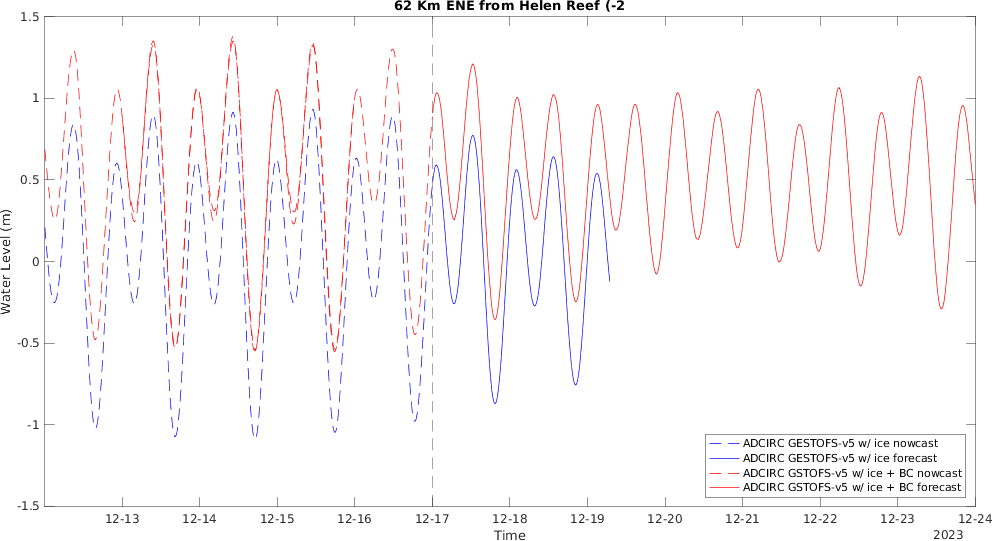 62 Km ENE from Helen Reef (-2
1.5
1
0.5
0
-0.5
-1
-1.5
Water Level (m)
12-13 12-14 12-15 12-16 12-17 12-18 12-19 12-20 12-21 12-22 12-23 12-24
Time
2023
ADCIRC GESTOFS-v5 w/ ice nowcast
ADCIRC GESTOFS-v5 w/ ice forecast
ADCIRC GSTOFS-v5 w/ ice + BC nowcast
ADCIRC GSTOFS-v5 w/ ice + BC forecast